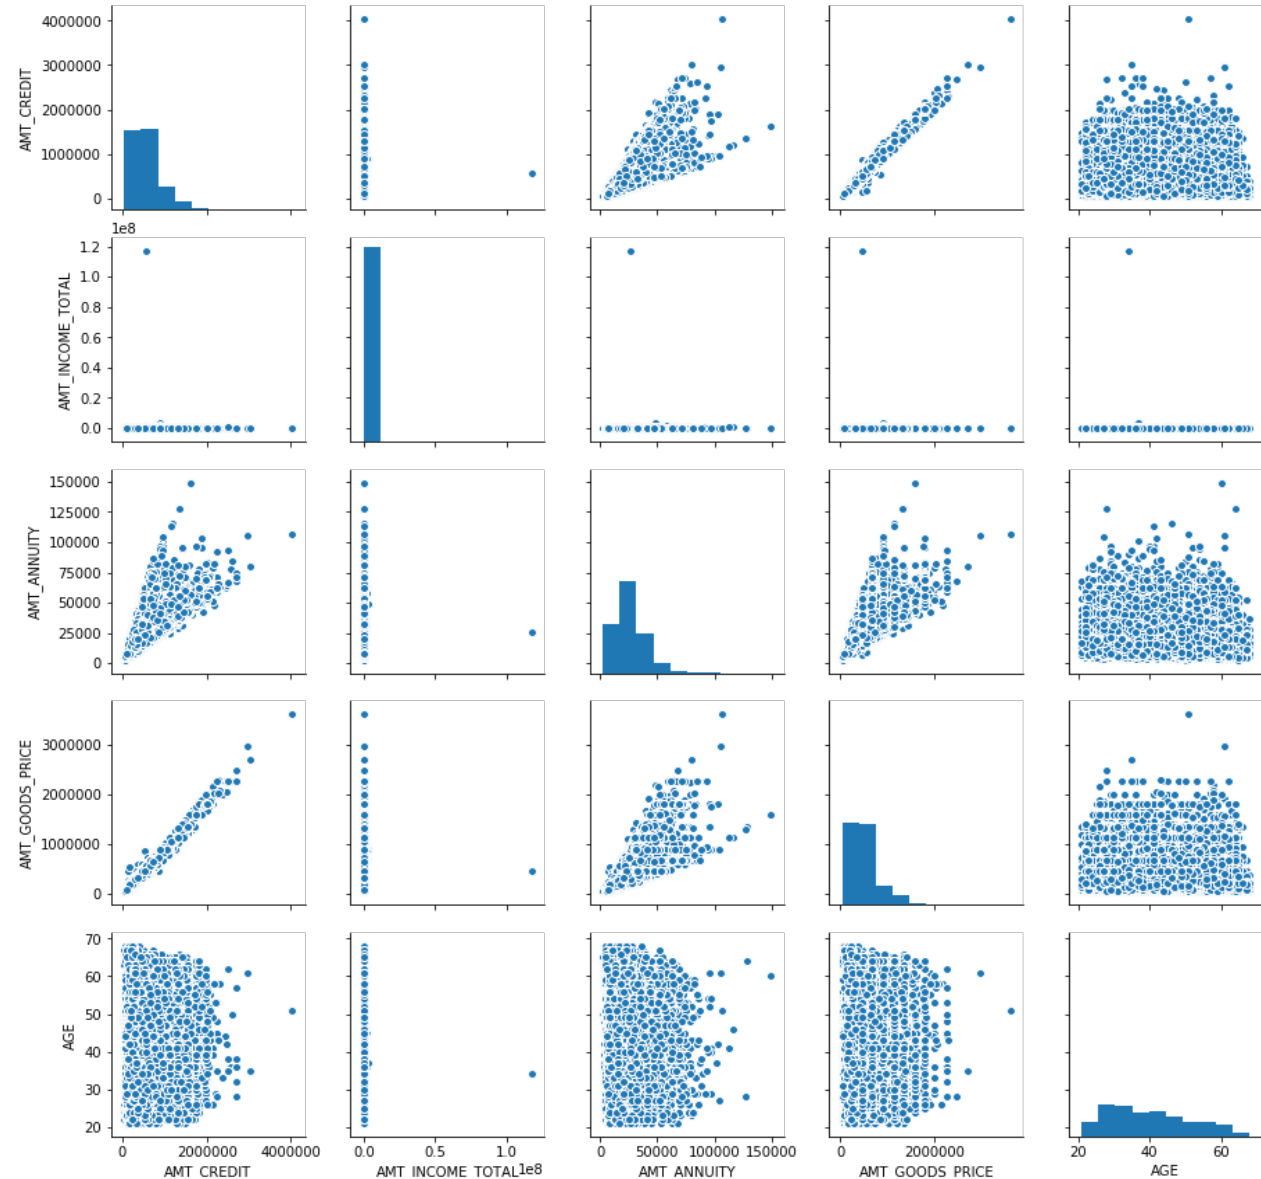 4000000
3000000
2000000
1000000
0
AMT_CREDIT
1e8
1.2
1.0
0.8
0.6
0.4
0.2
0.0
AMT_INCOME_TOTAL
150000
125000
100000
75000
50000
25000
0
AMT_ANNUITY
3000000
2000000
1000000
0
AMT_GOODS_PRICE
70
60
50
40
30
20
AGE
0 2000000 4000000
AMT_CREDIT
0.0 0.5 1.0
AMT_INCOME_TOTAL 1e8
0 50000 100000 150000
AMT_ANNUITY
0 2000000
AMT_GOODS_PRICE
20 40 60
AGE